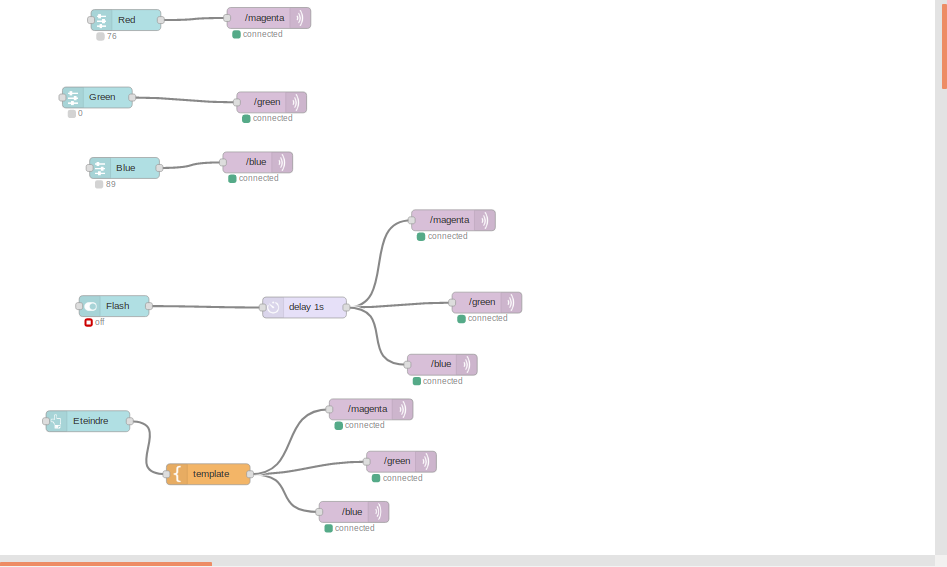 Red
/magenta
76
connected
Green
/green
0
connected
Blue
/blue
89
connected
/magenta
connected
Flash
off
delay 1s
/green
connected
/blue
connected
Eteindre
/magenta
connected
template
/green
connected
/blue
connected